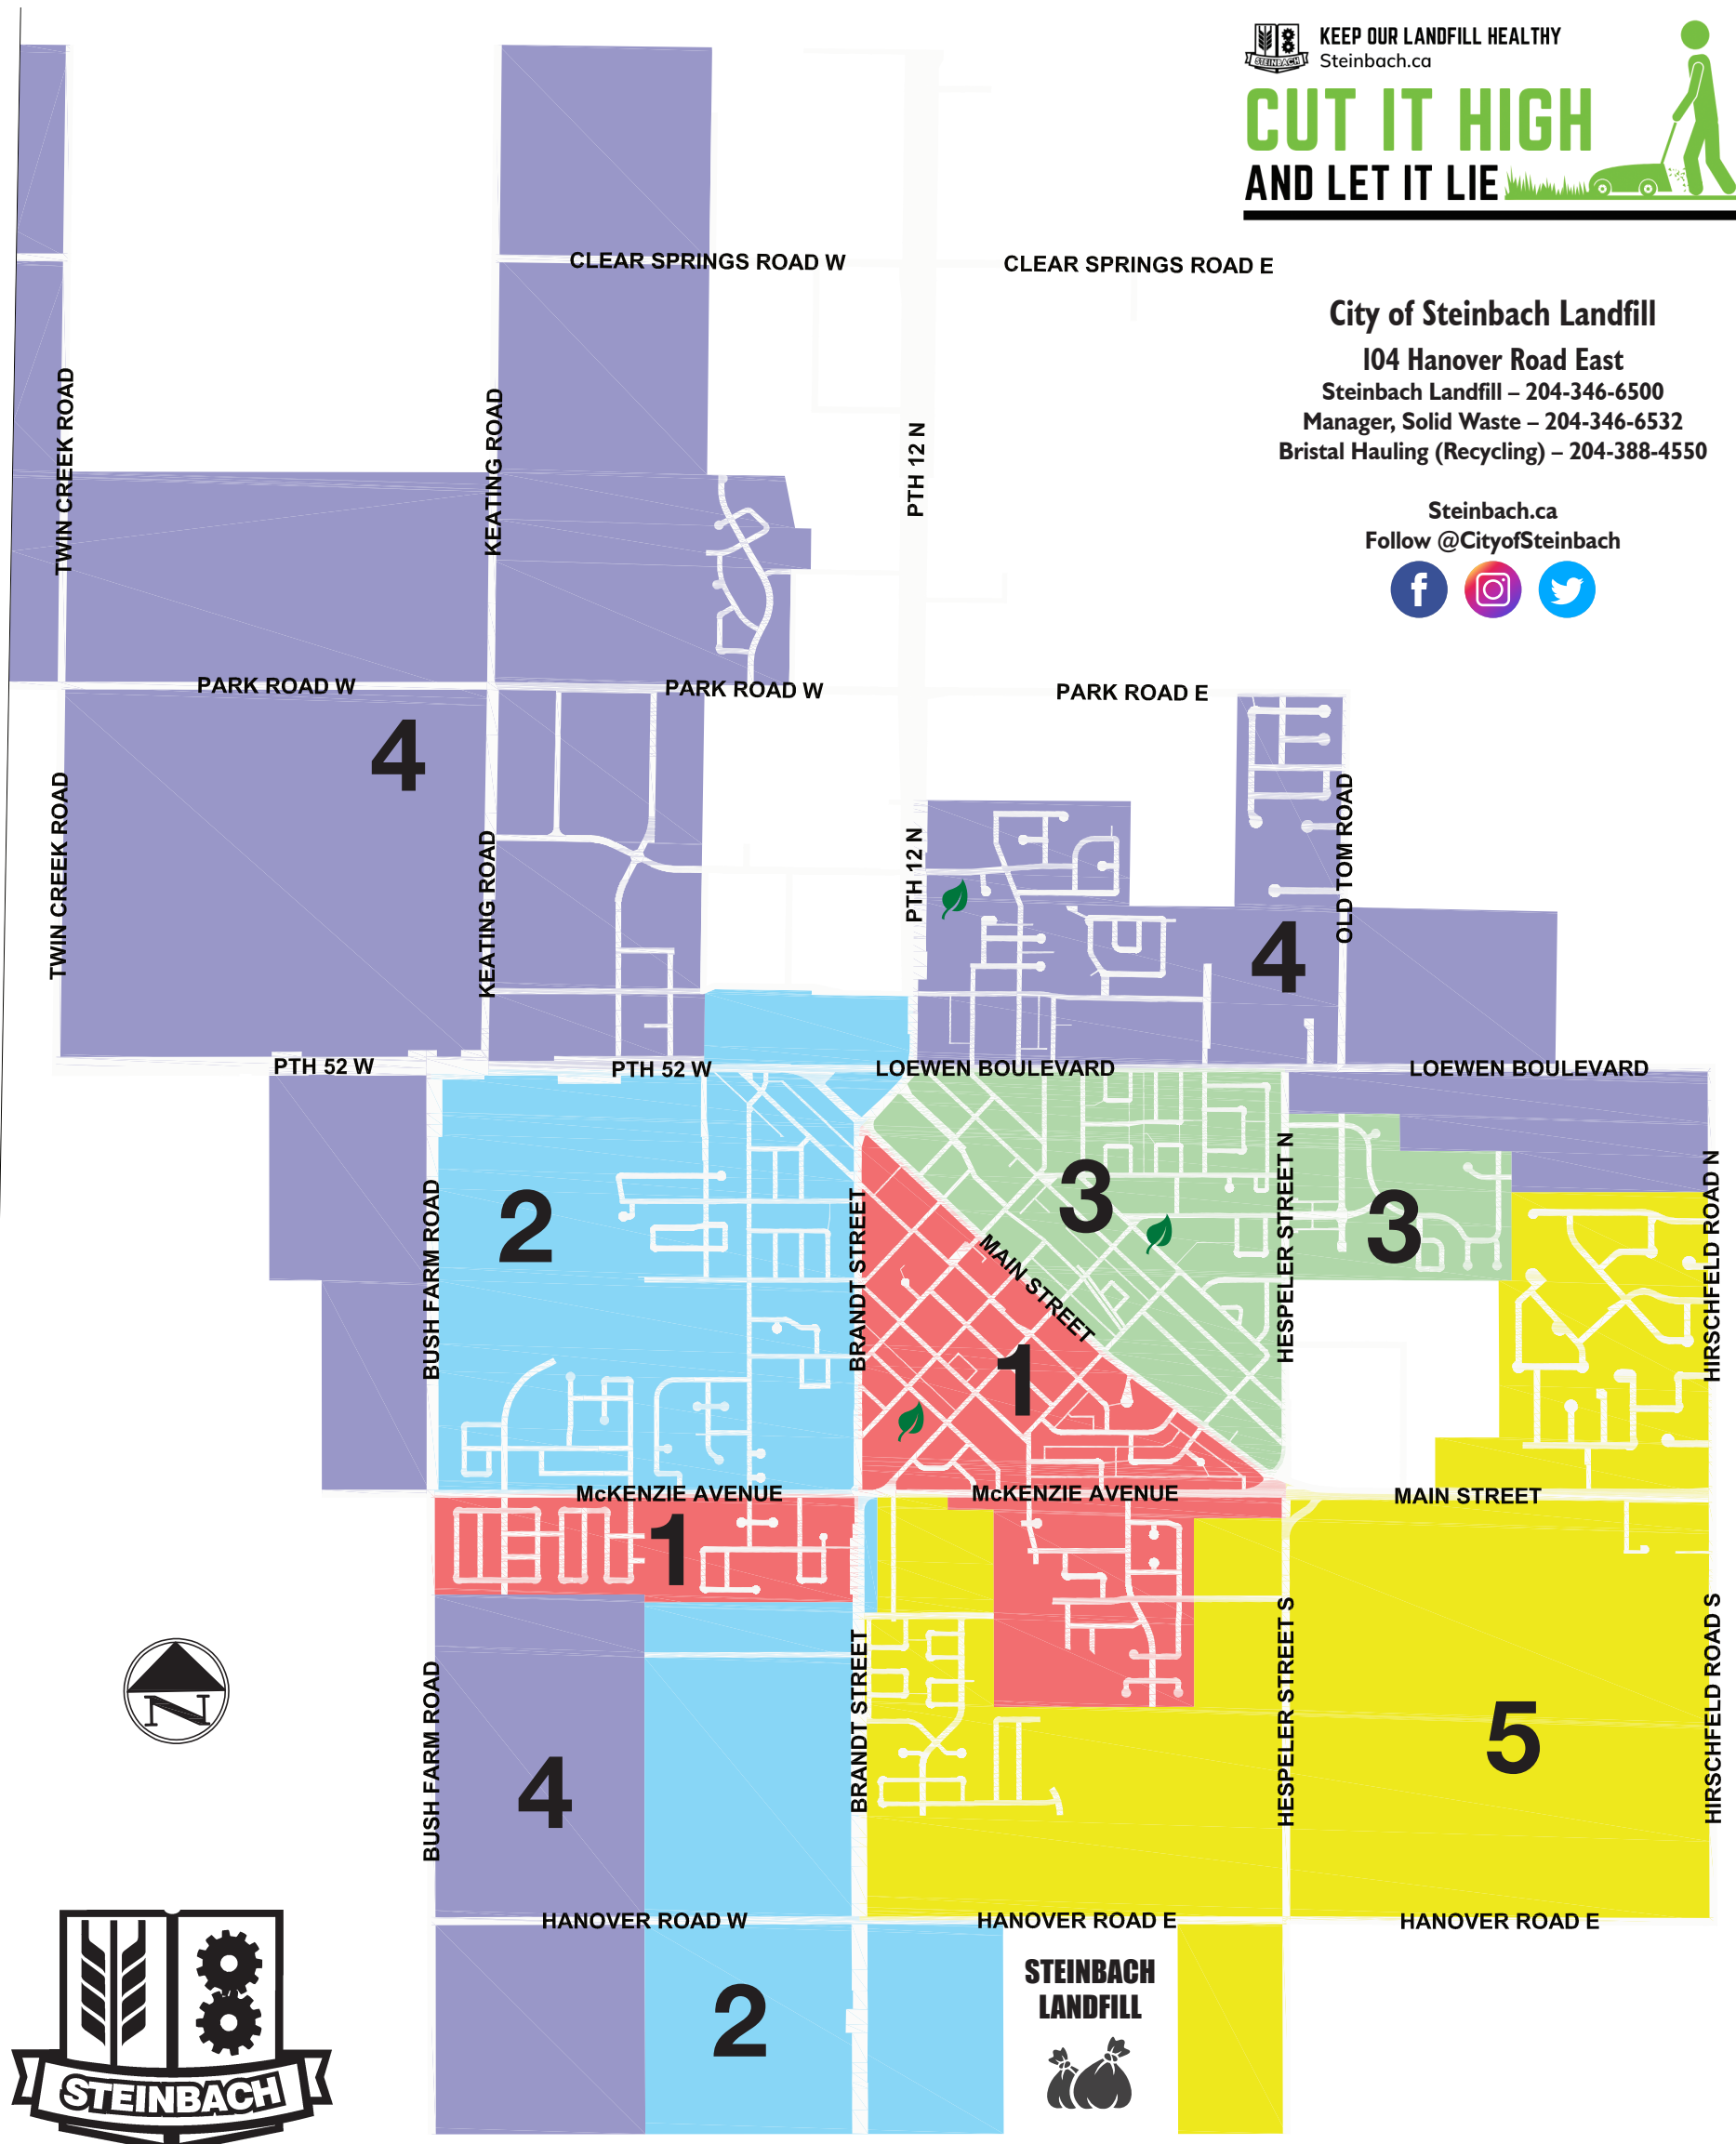 STEINBACH
KEEP OUR LANDFILL HEALTHY
Steinbach.ca
CUT IT HIGH
AND LET IT LIE
CLEAR SPRINGS ROAD W
CLEAR SPRINGS ROAD E
City of Steinbach Landfill
104 Hanover Road East
Steinbach Landfill – 204-346-6500
Manager, Solid Waste – 204-346-6532
Bristal Hauling (Recycling) – 204-388-4550
Steinbach.ca
Follow @CityofSteinbach
TWIN CREEK ROAD
KEATING ROAD
PTH 12 N
PARK ROAD W
PARK ROAD W
PARK ROAD E
4
TWIN CREEK ROAD
KEATING ROAD
PTH 12 N
OLD TOM ROAD
4
PTH 52 W
PTH 52 W
LOEWEN BOULEVARD
LOEWEN BOULEVARD
BUSH FARM ROAD
2
BRANDT STREET
3
MAIN STREET
HESPELER STREET N
3
HIRSCHFELD ROAD N
1
McKENZIE AVENUE
McKENZIE AVENUE
MAIN STREET
1
N
BUSH FARM ROAD
4
BRANDT STREET
HESPELER STREET S
5
HIRSCHFELD ROAD S
HANOVER ROAD W
HANOVER ROAD E
HANOVER ROAD E
STEINBACH
LANDFILL
2
STEINBACH